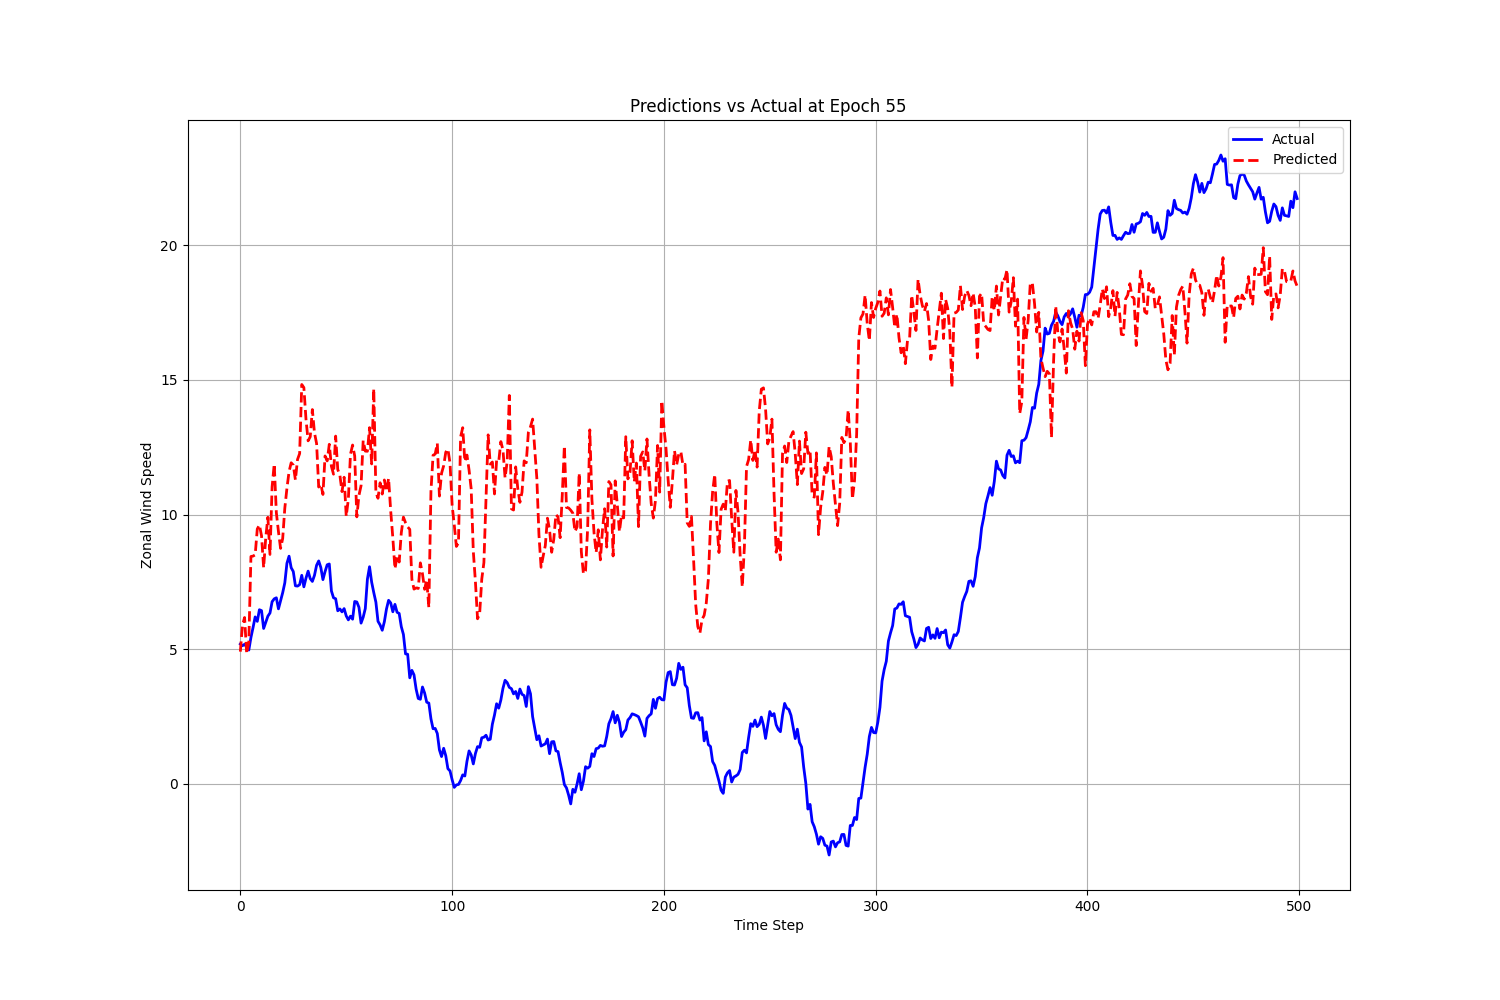 Predictions vs Actual at Epoch 55
Actual
Predicted
Zonal Wind Speed
20
15
10
5
0
0 100 200 300 400 500
Time Step